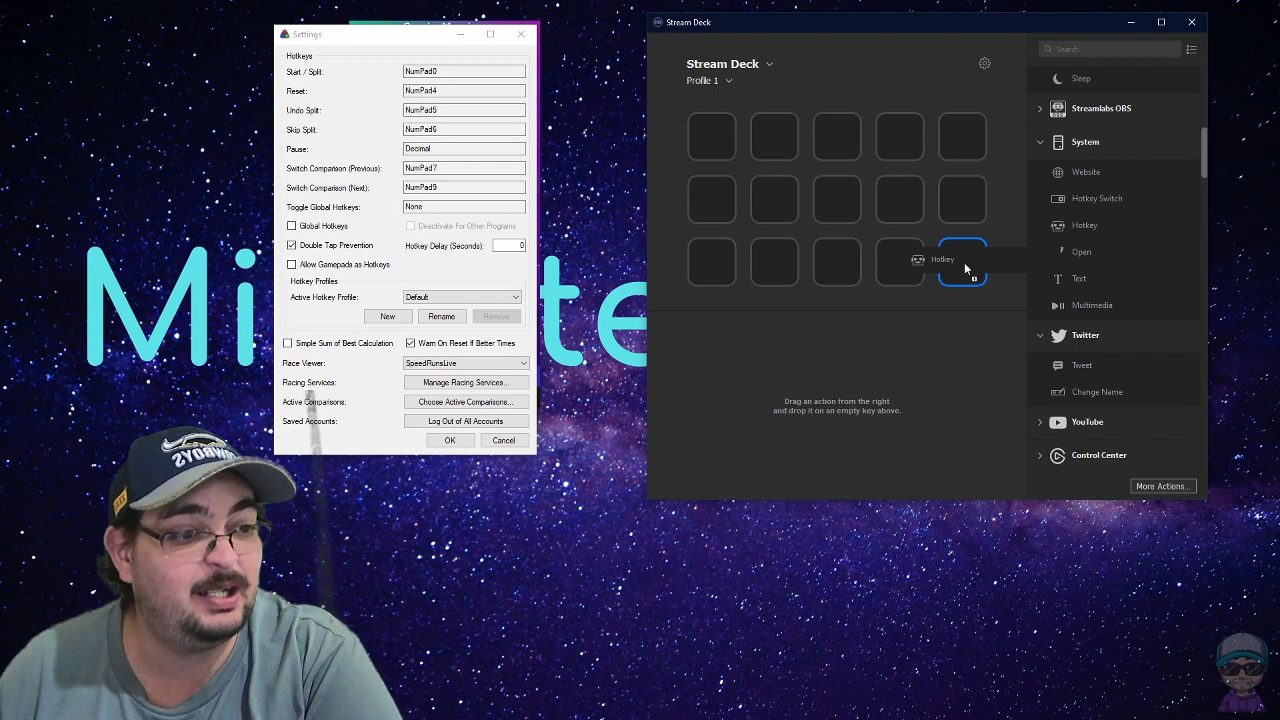 Settings
Hotkeys
Start / Split: NumPad0
Reset: NumPad4
Undo Split: NumPad5
Skip Split: NumPad6
Pause: Decimal
Switch Comparison (Previous): NumPad7
Switch Comparison (Next): NumPad9
Toggle Global Hotkeys: None
Global Hotkeys Deactivate For Other Programs
Double Tap Prevention Hotkey Delay (Seconds): 0
Allow Gamepads as Hotkeys
Hotkey Profiles
Active Hotkey Profile: Default
New Rename Remove
Simple Sum of Best Calculation Warn On Reset If Better Times
Race Viewer: SpeedRunsLive
Racing Services: Manage Racing Services...
Active Comparisons: Choose Active Comparisons...
Saved Accounts: Log Out of All Accounts
OK Cancel
Mi
te
Stream Deck
Stream Deck
Profile 1
Hotkey
Drag an action from the right
and drop it on an empty key above.
Search
Sleep
Streamlabs OBS
System
Website
Hotkey Switch
Hotkey
Open
Text
Multimedia
Twitter
Tweet
Change Name
YouTube
Control Center
More Actions...
COWBOYS